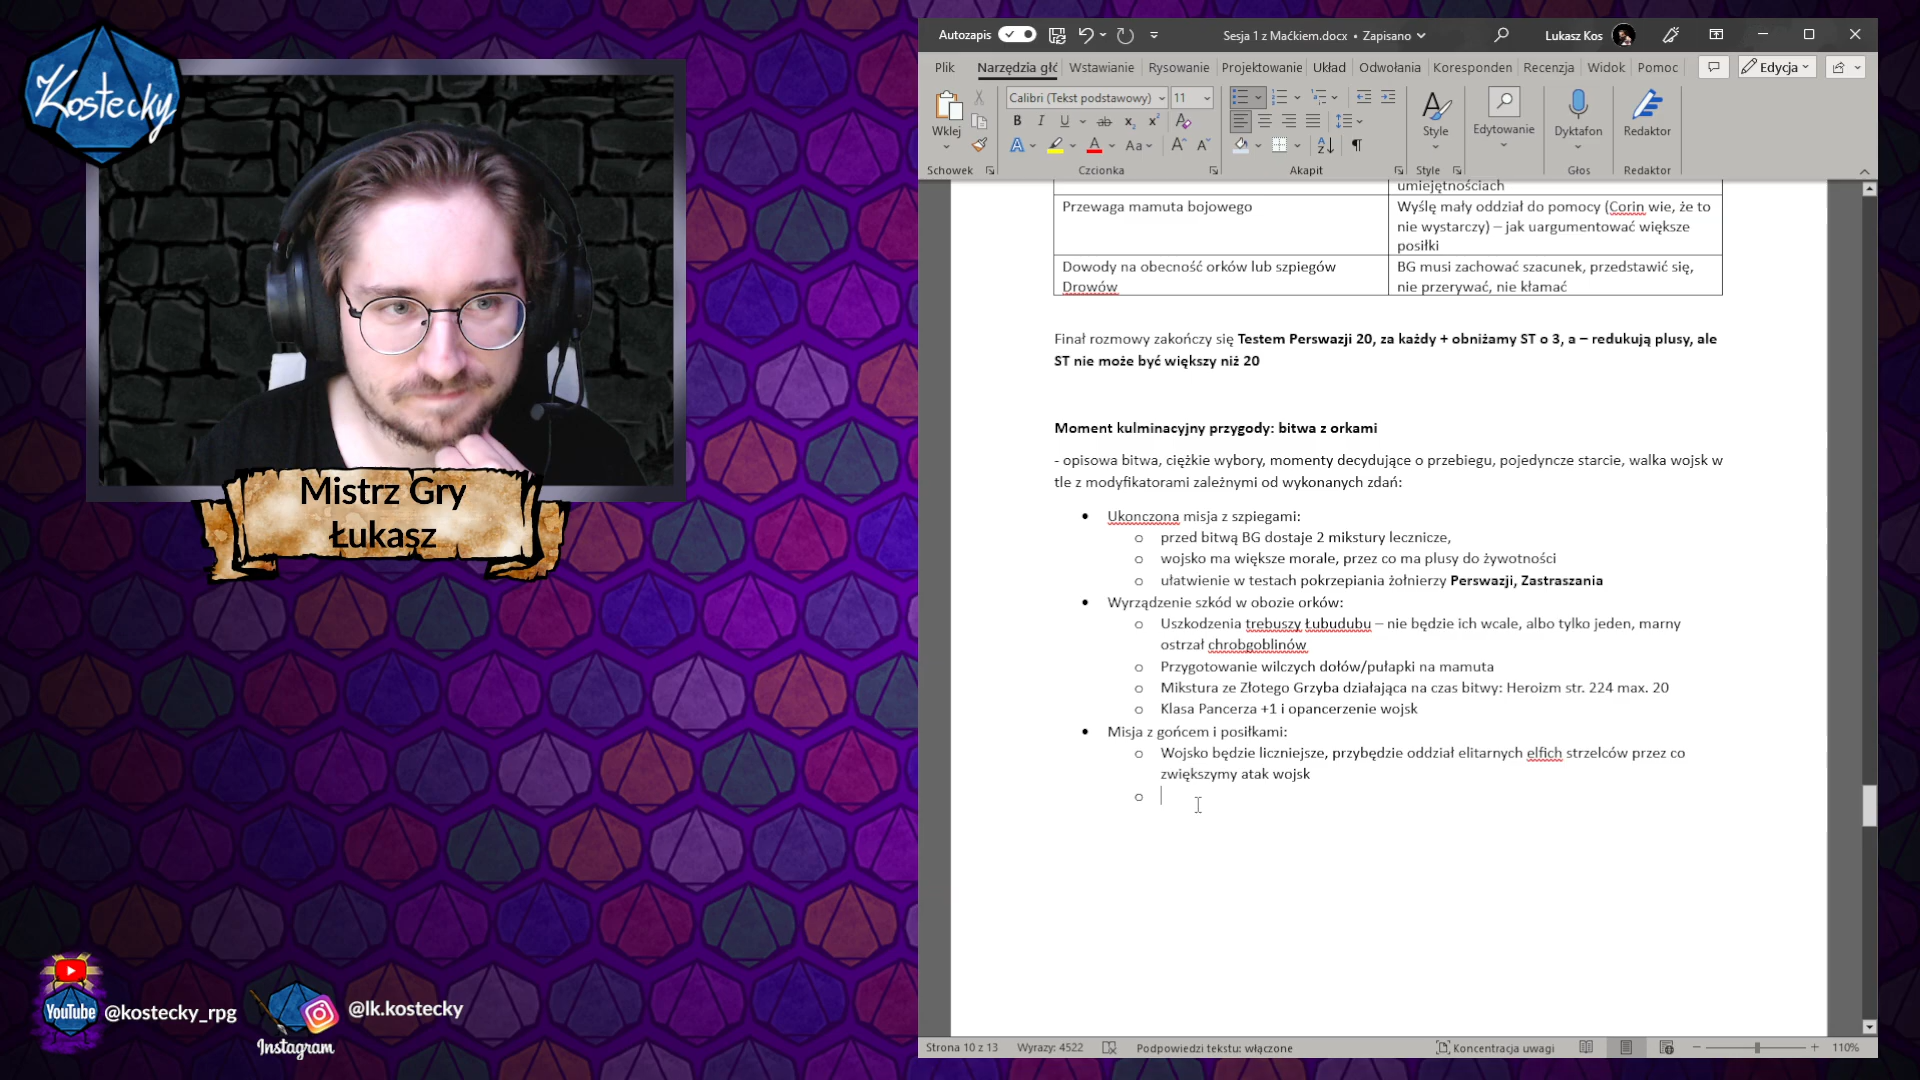 Kostecky
Mistrz Gry
Łukasz
YouTube
@kostecky_rpg
Instagram
@lk.kostecky
Autozapis
Sesja 1 z Maćkiem.docx • Zapisano
Lukasz Kos
Plik
Narzędzia głć
Wstawianie
Rysowanie
Projektowanie
Układ
Odwołania
Koresponden
Recenzja
Widok
Pomoc
Edycja
Wklej
Calibri (Tekst podstawowy)
11
Style
Edytowanie
Dyktafon
Redaktor
Schowek
Czcionka
Akapit
Style
Głos
Redaktor
umiejętnościach
Przewaga mamuta bojowego
Wyślę mały oddział do pomocy (Corin wie, że to
nie wystarczy) – jak uargumentować większe
posiłki
Dowody na obecność orków lub szpiegów
Drowów
BG musi zachować szacunek, przedstawić się,
nie przerywać, nie kłamać
Finał rozmowy zakończy się Testem Perswazji 20, za każdy + obniżamy ST o 3, a – redukują plusy, ale
ST nie może być większy niż 20
Moment kulminacyjny przygody: bitwa z orkami
- opisowa bitwa, ciężkie wybory, momenty decydujące o przebiegu, pojedyncze starcie, walka wojsk w
tle z modyfikatorami zależnymi od wykonanych zdań:
• Ukonczona misja z szpiegami:
o przed bitwą BG dostaje 2 mikstury lecznicze,
o wojsko ma większe morale, przez co ma plusy do żywotności
o ułatwienie w testach pokrzepiania żołnierzy Perswazji, Zastraszania
• Wyrządzenie szkód w obozie orków:
o Uszkodzenia trebuszy Łubudubu – nie będzie ich wcale, albo tylko jeden, marny
ostrzał chrobgoblinów
o Przygotowanie wilczych dołów/pułapki na mamuta
o Mikstura ze Złotego Grzyba działająca na czas bitwy: Heroizm str. 224 max. 20
o Klasa Pancerza +1 i opancerzenie wojsk
• Misja z gońcem i posiłkami:
o Wojsko będzie liczniejsze, przybędzie oddział elitarnych elfich strzelców przez co
zwiększymy atak wojsk
o
Strona 10 z 13
Wyrazy: 4522
Podpowiedzi tekstu: włączone
Koncentracja uwagi
110%